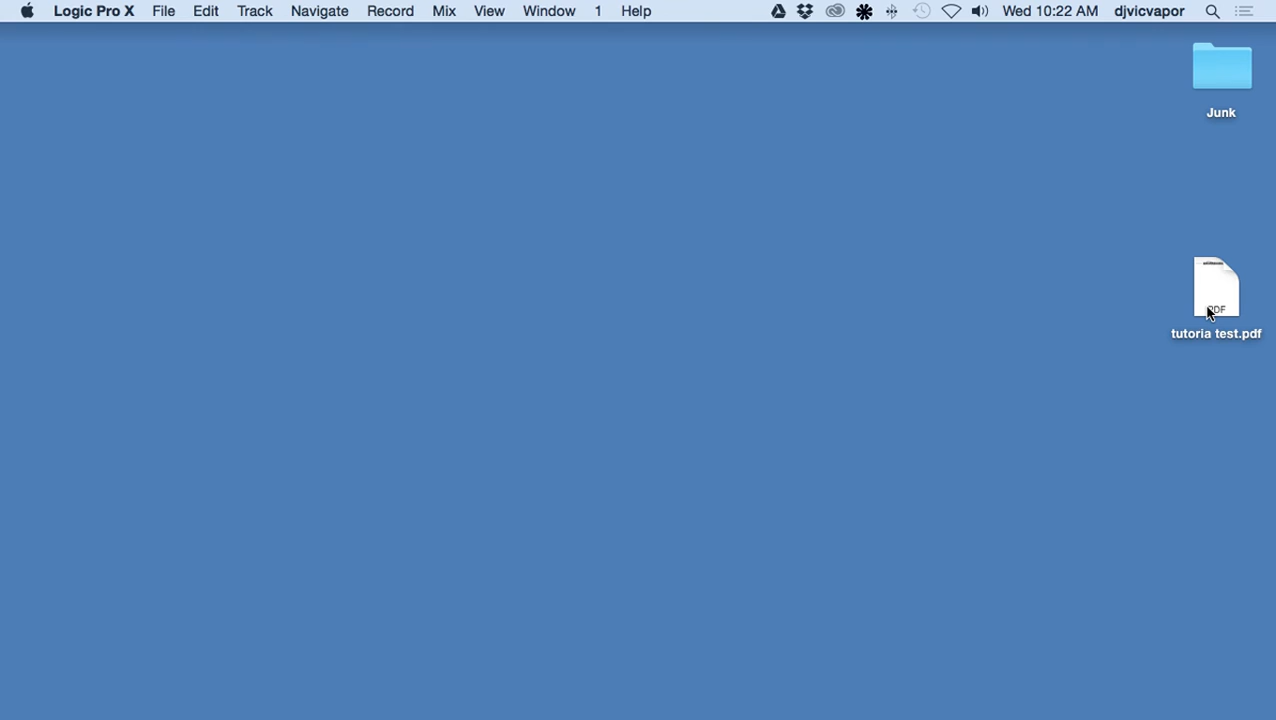 Logic Pro X File Edit Track Navigate Record Mix View Window 1 Help Wed 10:22 AM djvicvapor
Junk
PDF
tutoria test.pdf